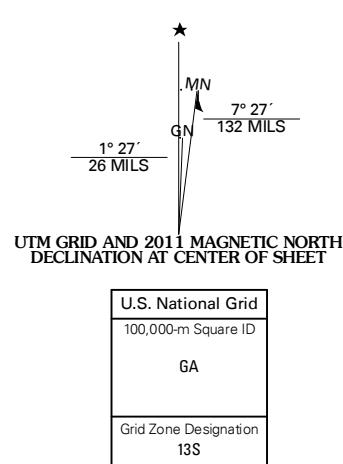 ★
MN
7° 27´
132 MILS
GN
1° 27´
26 MILS
UTM GRID AND 2011 MAGNETIC NORTH
DECLINATION AT CENTER OF SHEET
U.S. National Grid
100,000-m Square ID
GA
Grid Zone Designation
13S